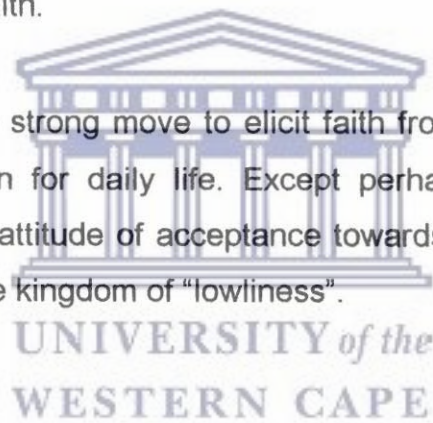 ith.
strong move to elicit faith fro
n for daily life. Except perha
attitude of acceptance towards
e kingdom of "lowliness".
UNIVERSITY of the
WESTERN CAPE